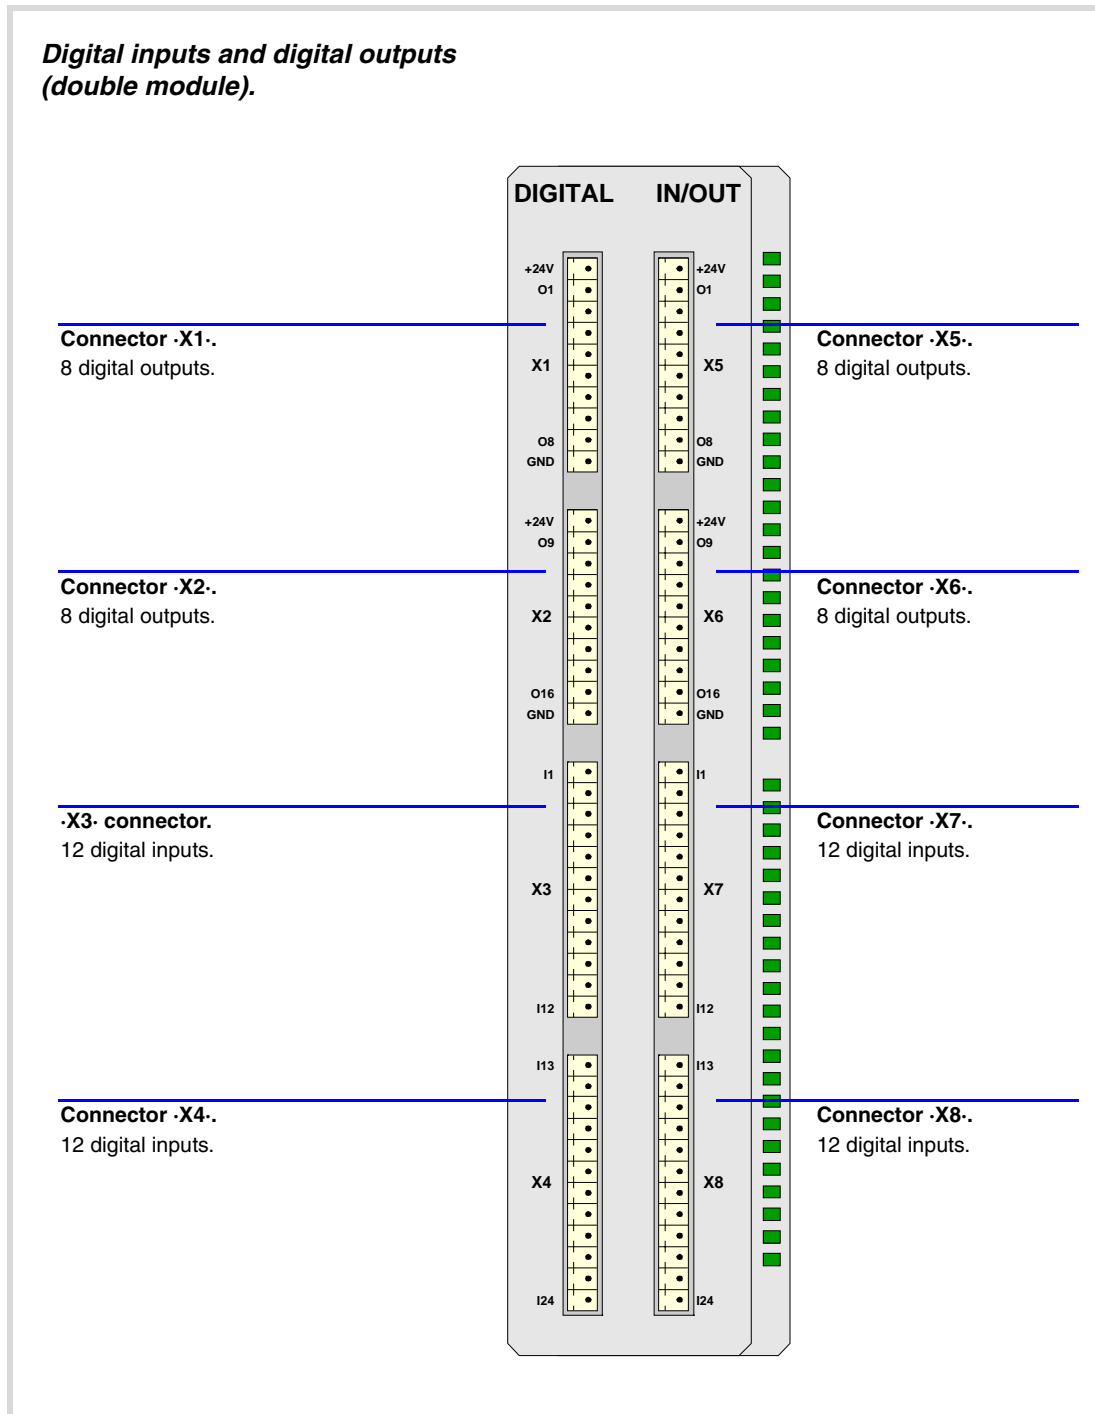 Digital inputs and digital outputs
(double module).
DIGITAL IN/OUT
+24V
O1
X1
O8
GND
+24V
O1
X5
O8
GND
Connector ·X1·.
8 digital outputs.
Connector ·X5·.
8 digital outputs.
+24V
O9
X2
O16
GND
+24V
O9
X6
O16
GND
Connector ·X2·.
8 digital outputs.
Connector ·X6·.
8 digital outputs.
I1
X3
I12
I1
X7
I12
·X3· connector.
12 digital inputs.
Connector ·X7·.
12 digital inputs.
I13
X4
I24
I13
X8
I24
Connector ·X4·.
12 digital inputs.
Connector ·X8·.
12 digital inputs.